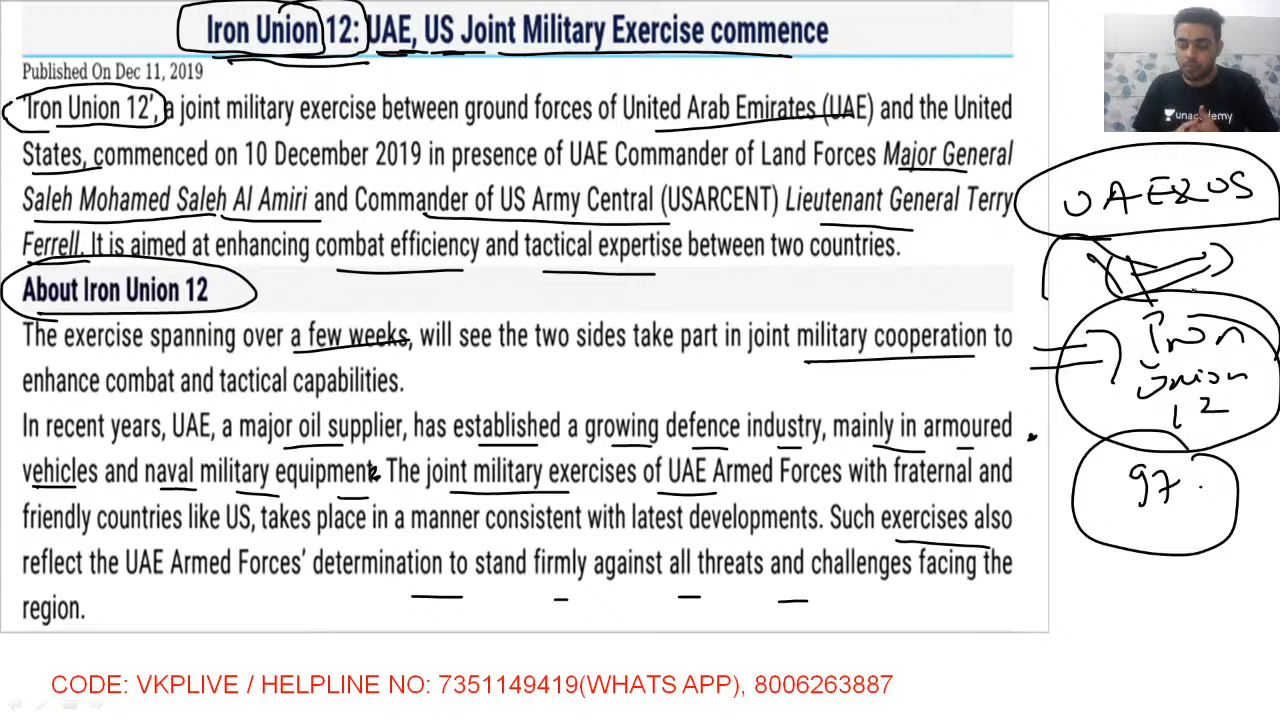 Iron Union 12: UAE, US Joint Military Exercise commence
Published On Dec 11, 2019
'Iron Union 12', a joint military exercise between ground forces of United Arab Emirates (UAE) and the United
States, commenced on 10 December 2019 in presence of UAE Commander of Land Forces Major General
Saleh Mohamed Saleh Al Amiri and Commander of US Army Central (USARCENT) Lieutenant General Terry
Ferrell. It is aimed at enhancing combat efficiency and tactical expertise between two countries.
About Iron Union 12
The exercise spanning over a few weeks, will see the two sides take part in joint military cooperation to
enhance combat and tactical capabilities.
In recent years, UAE, a major oil supplier, has established a growing defence industry, mainly in armoured
vehicles and naval military equipment. The joint military exercises of UAE Armed Forces with fraternal and
friendly countries like US, takes place in a manner consistent with latest developments. Such exercises also
reflect the UAE Armed Forces' determination to stand firmly against all threats and challenges facing the
region.
unacademy
UAE & US
Iron
Union
12
97
CODE: VKPLIVE / HELPLINE NO: 7351149419(WHATS APP), 8006263887